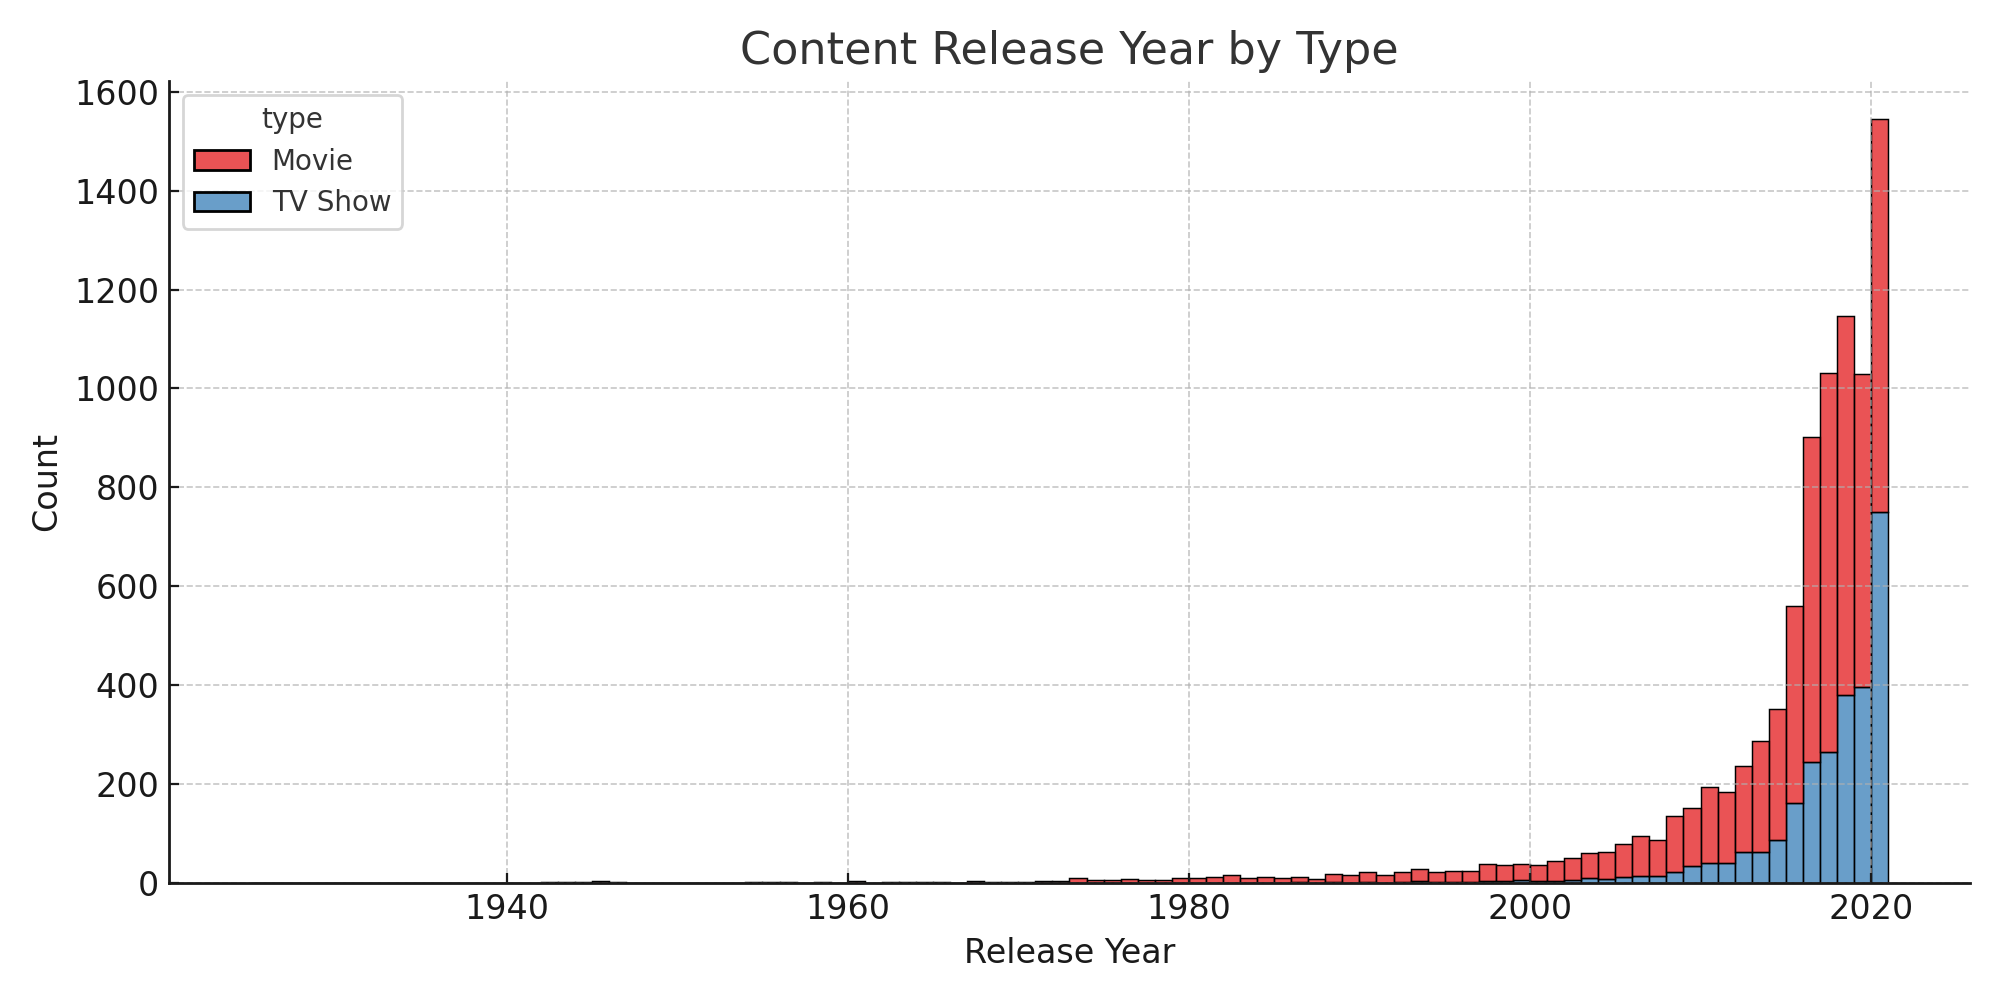 Content Release Year by Type
1600
1400
1200
1000
800
600
400
200
0
Count
type
Movie
TV Show
1940
1960
1980
2000
2020
Release Year